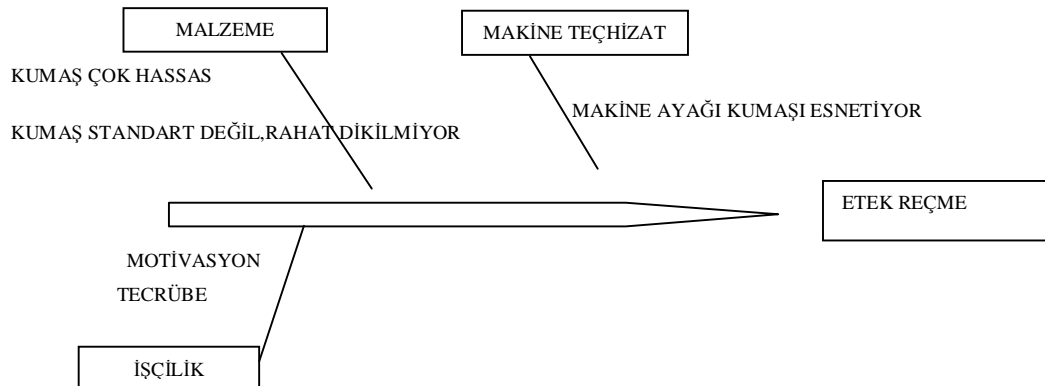 MALZEME
MAKİNE TEÇHİZAT
KUMAŞ ÇOK HASSAS
MAKİNE AYAĞI KUMAŞI ESNETİYOR
KUMAŞ STANDART DEĞİL,RAHAT DİKİLMİYOR
ETEK REÇME
MOTİVASYON
TECRÜBE
İŞÇİLİK